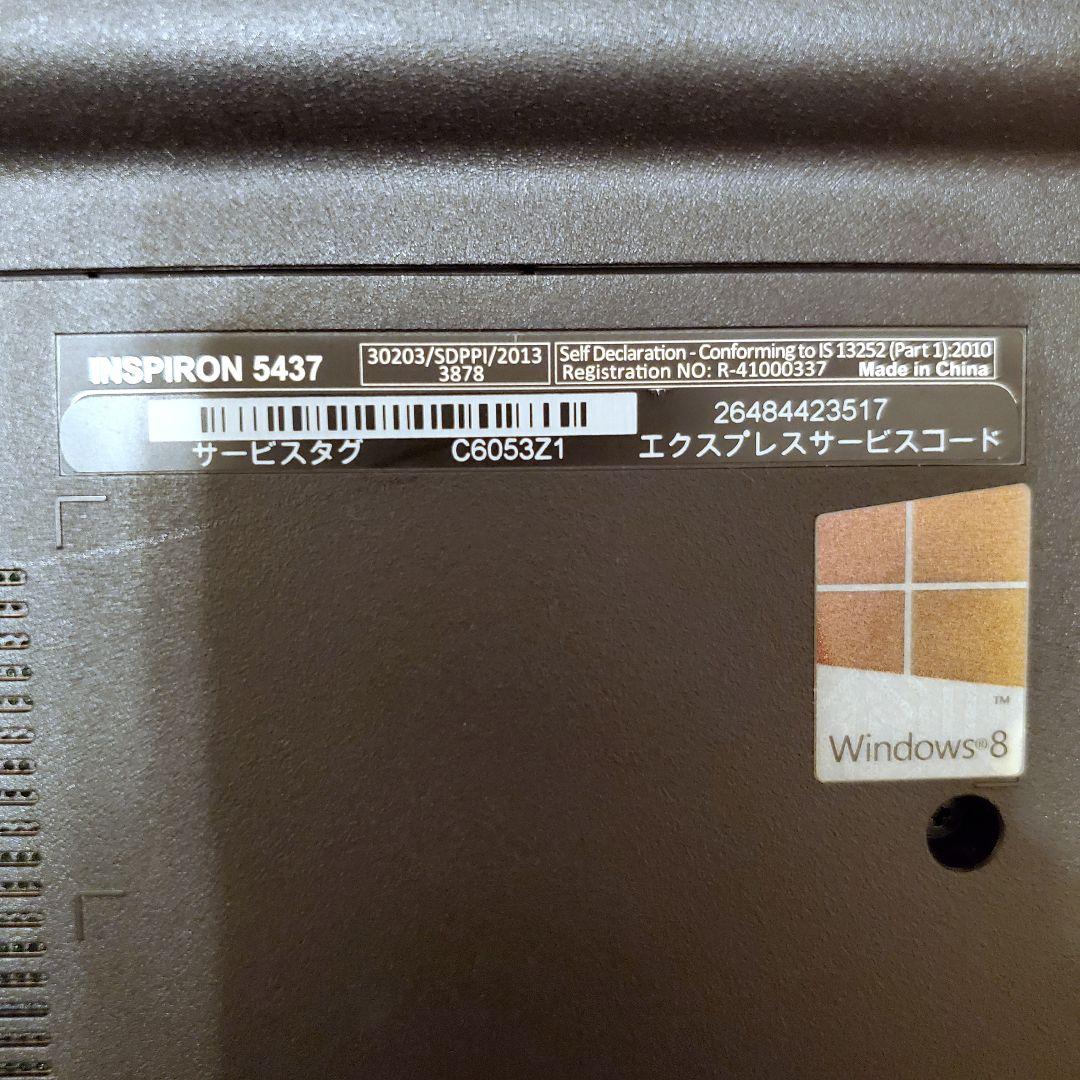 INSPIRON 5437
30203/SDPPI/2013
3878
Self Declaration - Conforming to IS 13252 (Part 1):2010
Registration NO: R-41000337 Made in China
26484423517
サービスタグ C6053Z1 エクスプレスサービスコード
TM
Windows® 8